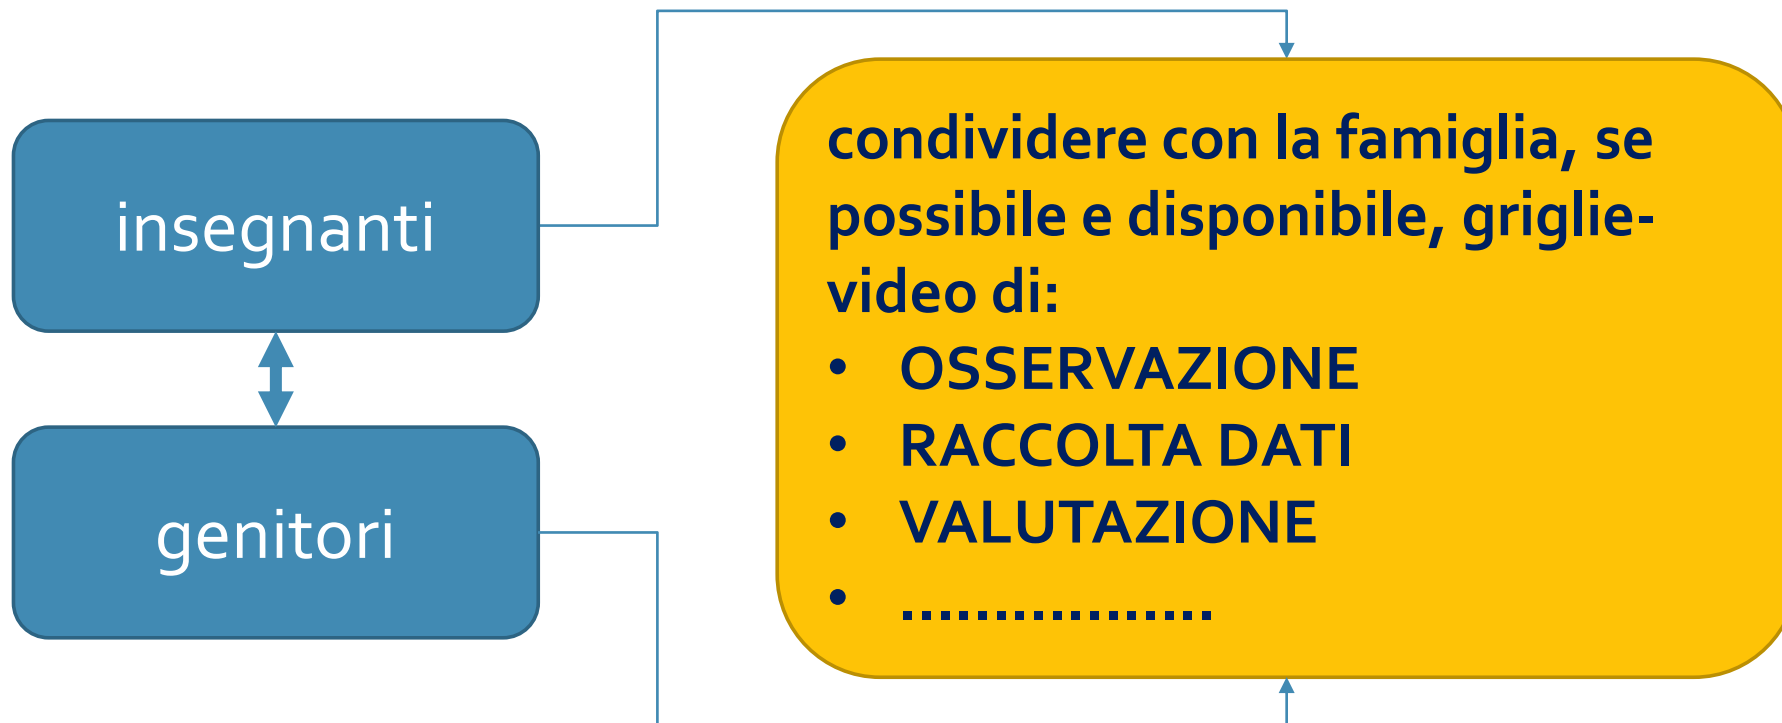 insegnanti
genitori
condividere con la famiglia, se
possibile e disponibile, griglie-
video di:
• OSSERVAZIONE
• RACCOLTA DATI
• VALUTAZIONE
• .................